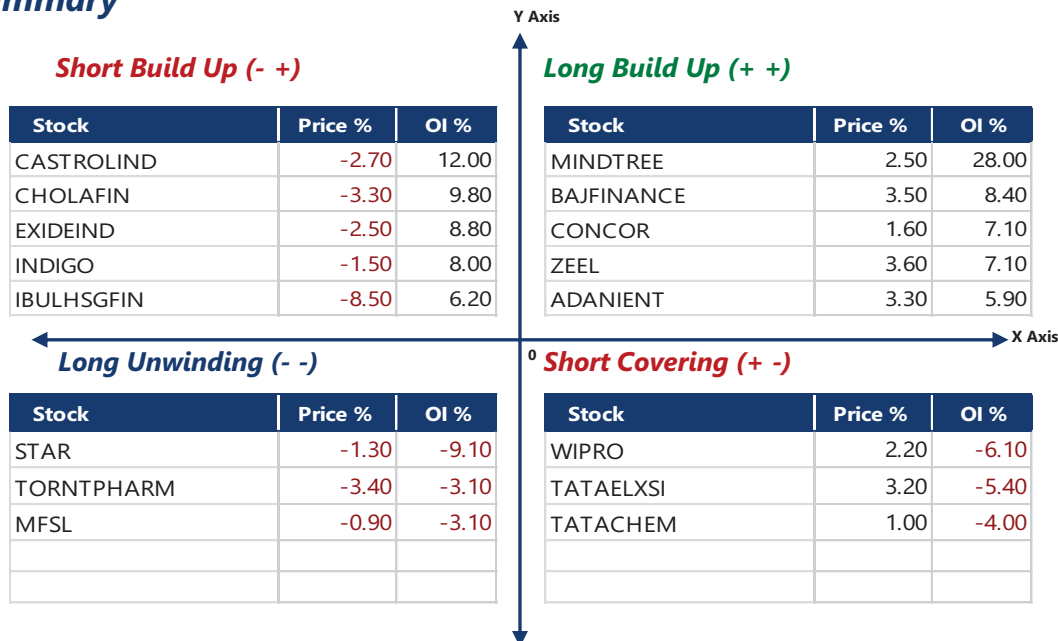 Y Axis
Short Build Up (- +)
Stock Price % OI %
CASTROLIND -2.70 12.00
CHOLAFIN -3.30 9.80
EXIDEIND -2.50 8.80
INDIGO -1.50 8.00
IBULHSGFIN -8.50 6.20
Long Build Up (+ +)
Stock Price % OI %
MINDTREE 2.50 28.00
BAJFINANCE 3.50 8.40
CONCOR 1.60 7.10
ZEEL 3.60 7.10
ADANIENT 3.30 5.90
X Axis
0
Long Unwinding (- -)
Stock Price % OI %
STAR -1.30 -9.10
TORNTPHARM -3.40 -3.10
MFSL -0.90 -3.10
Short Covering (+ -)
Stock Price % OI %
WIPRO 2.20 -6.10
TATAELXSI 3.20 -5.40
TATACHEM 1.00 -4.00